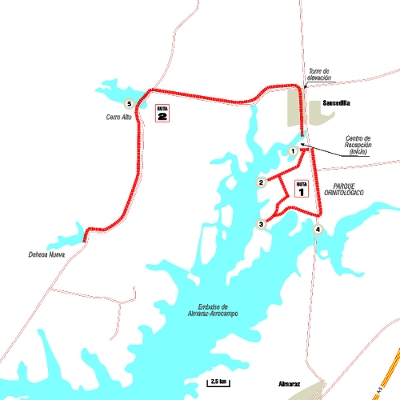 Torre de
elevación
Saucedilla
5
Cerro Alto
RUTA
2
1
Centro de
Recepción
(Inicio)
2
RUTA
1
PARQUE
ORNITOLÓGICO
3
4
Dehesa Nueva
Embalse de
Almaraz-Arrocampo
2,5 km
Almaraz